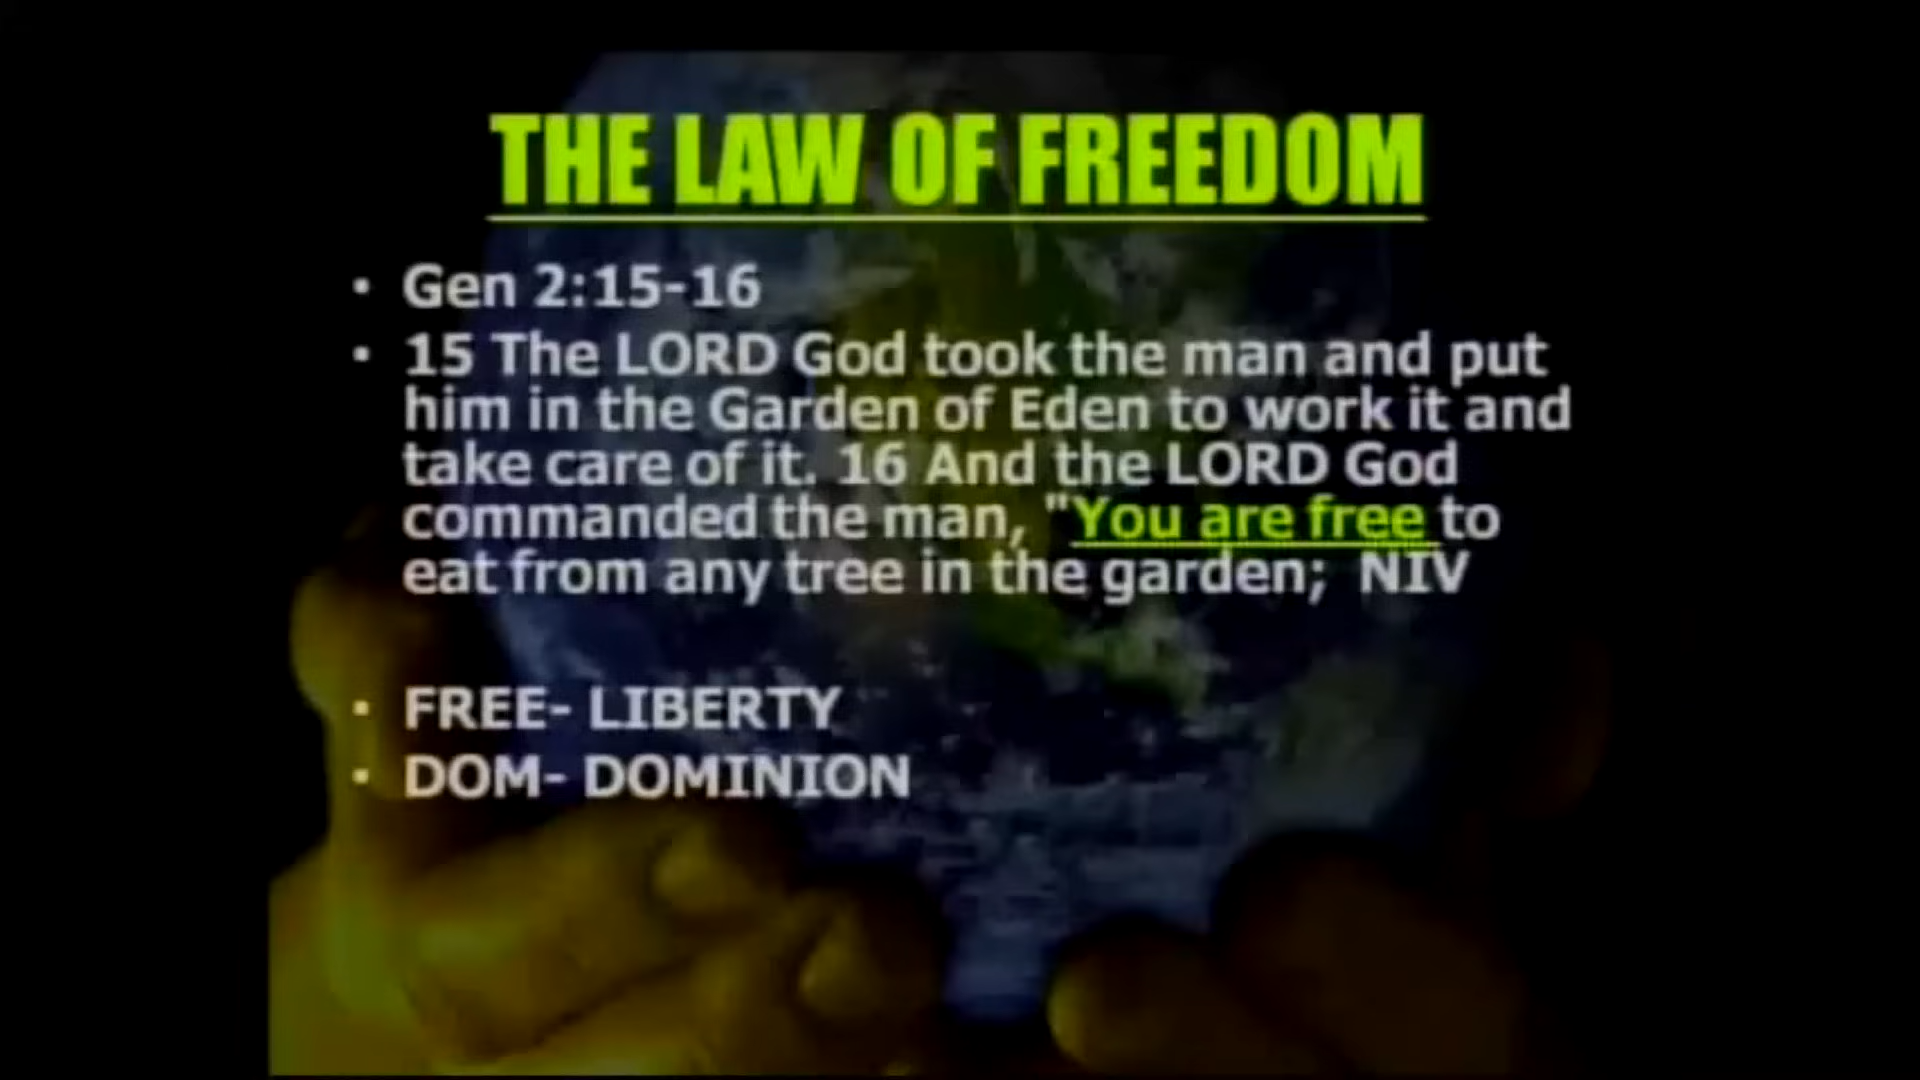 THE LAW OF FREEDOM
• Gen 2:15-16
• 15 The LORD God took the man and put
him in the Garden of Eden to work it and
take care of it. 16 And the LORD God
commanded the man, "You are free to
eat from any tree in the garden;  NIV
• FREE- LIBERTY
• DOM- DOMINION